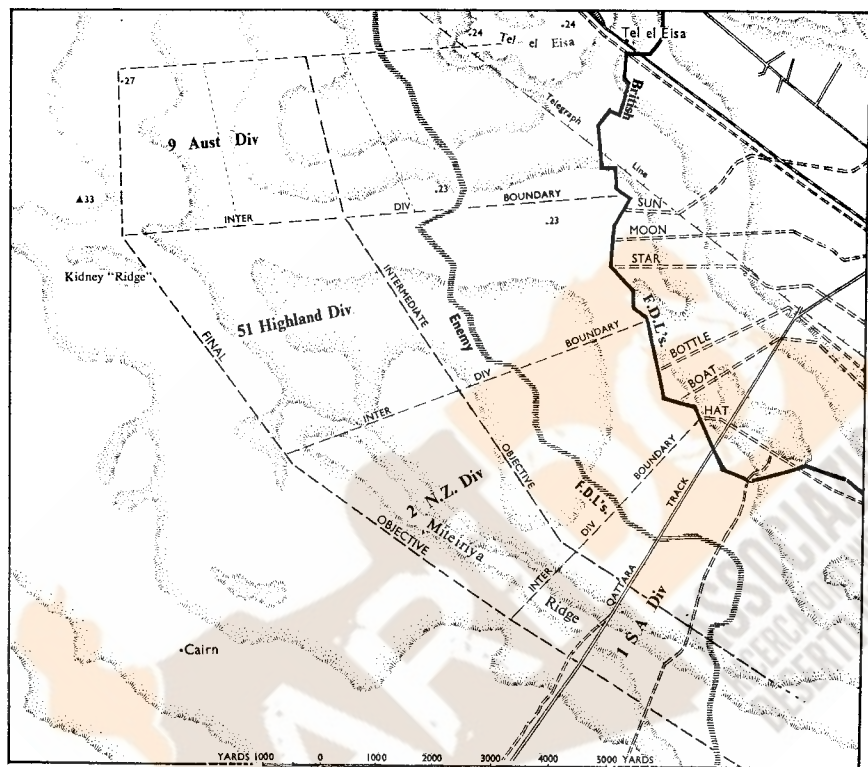 24
24
Tel el Eisa
Tel el Eisa
27
British
Telegraph
Line
9 Aust Div
33
23
INTER
DIV
BOUNDARY
23
SUN
MOON
STAR
Kidney "Ridge"
51 Highland Div
INTERMEDIATE
Enemy
F.D.L's.
FINAL
BOUNDARY
DIV
INTER
BOTTLE
BOAT
HAT
OBJECTIVE
BOUNDARY
DIV
INTER
TRACK
QATTARA
F.D.L's.
2 N.Z. Div
Miteiriya
Ridge
OBJECTIVE
1 S.A Div
Cairn
YARDS 1000 0 1000 2000 3000 4000 5000 YARDS